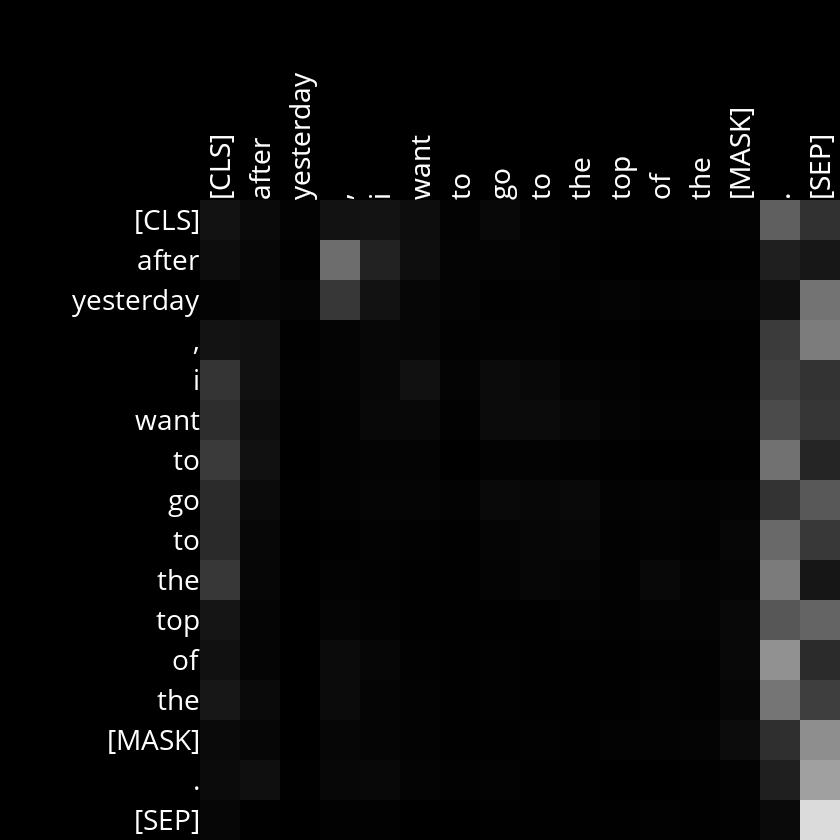 [CLS] after yesterday , i want to go to the top of the [MASK] . [SEP]
[CLS]
after
yesterday
,
i
want
to
go
to
the
top
of
the
[MASK]
.
[SEP]